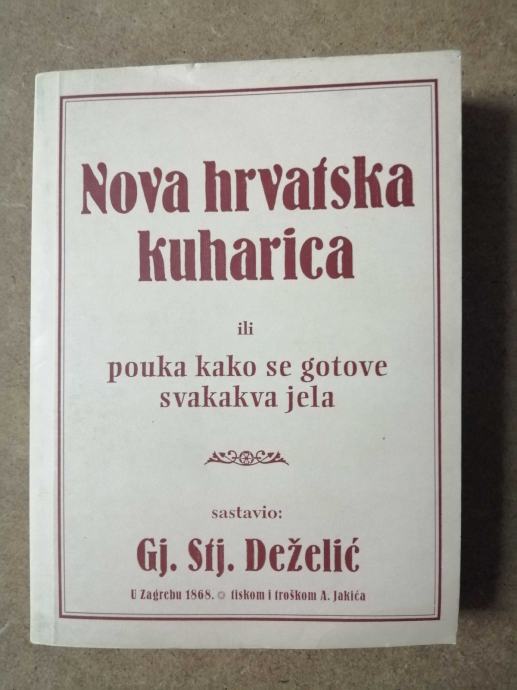 Nova hrvatska
kuharica
ili
pouka kako se gotove
svakakva jela
sastavio:
Gj. Stj. Deželić
U Zagrebu 1868. tiskom i troškom A. Jakića